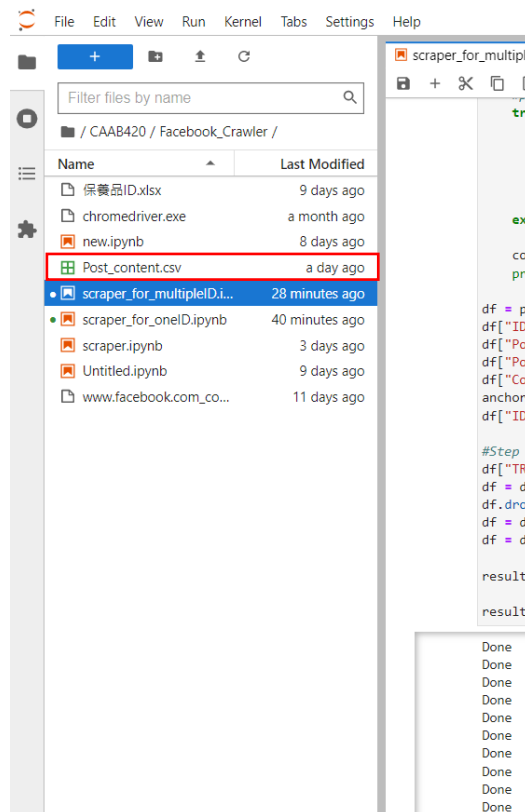 File Edit View Run Kernel Tabs Settings Help
scraper_for_multipl
Filter files by name
/ CAAB420 / Facebook_Crawler /
Name Last Modified
保養品ID.xlsx 9 days ago
chromedriver.exe a month ago
new.ipynb 8 days ago
Post_content.csv a day ago
scraper_for_multipleID.i... 28 minutes ago
scraper_for_oneID.ipynb 40 minutes ago
scraper.ipynb 3 days ago
Untitled.ipynb 9 days ago
www.facebook.com_co... 11 days ago
tr
ex
co
pr
df = p
df["ID
df["Po
df["Po
df["Co
anchor
df["ID
#Step
df["TR
df = d
df.dro
df = d
df = d
result
result
Done
Done
Done
Done
Done
Done
Done
Done
Done
Done